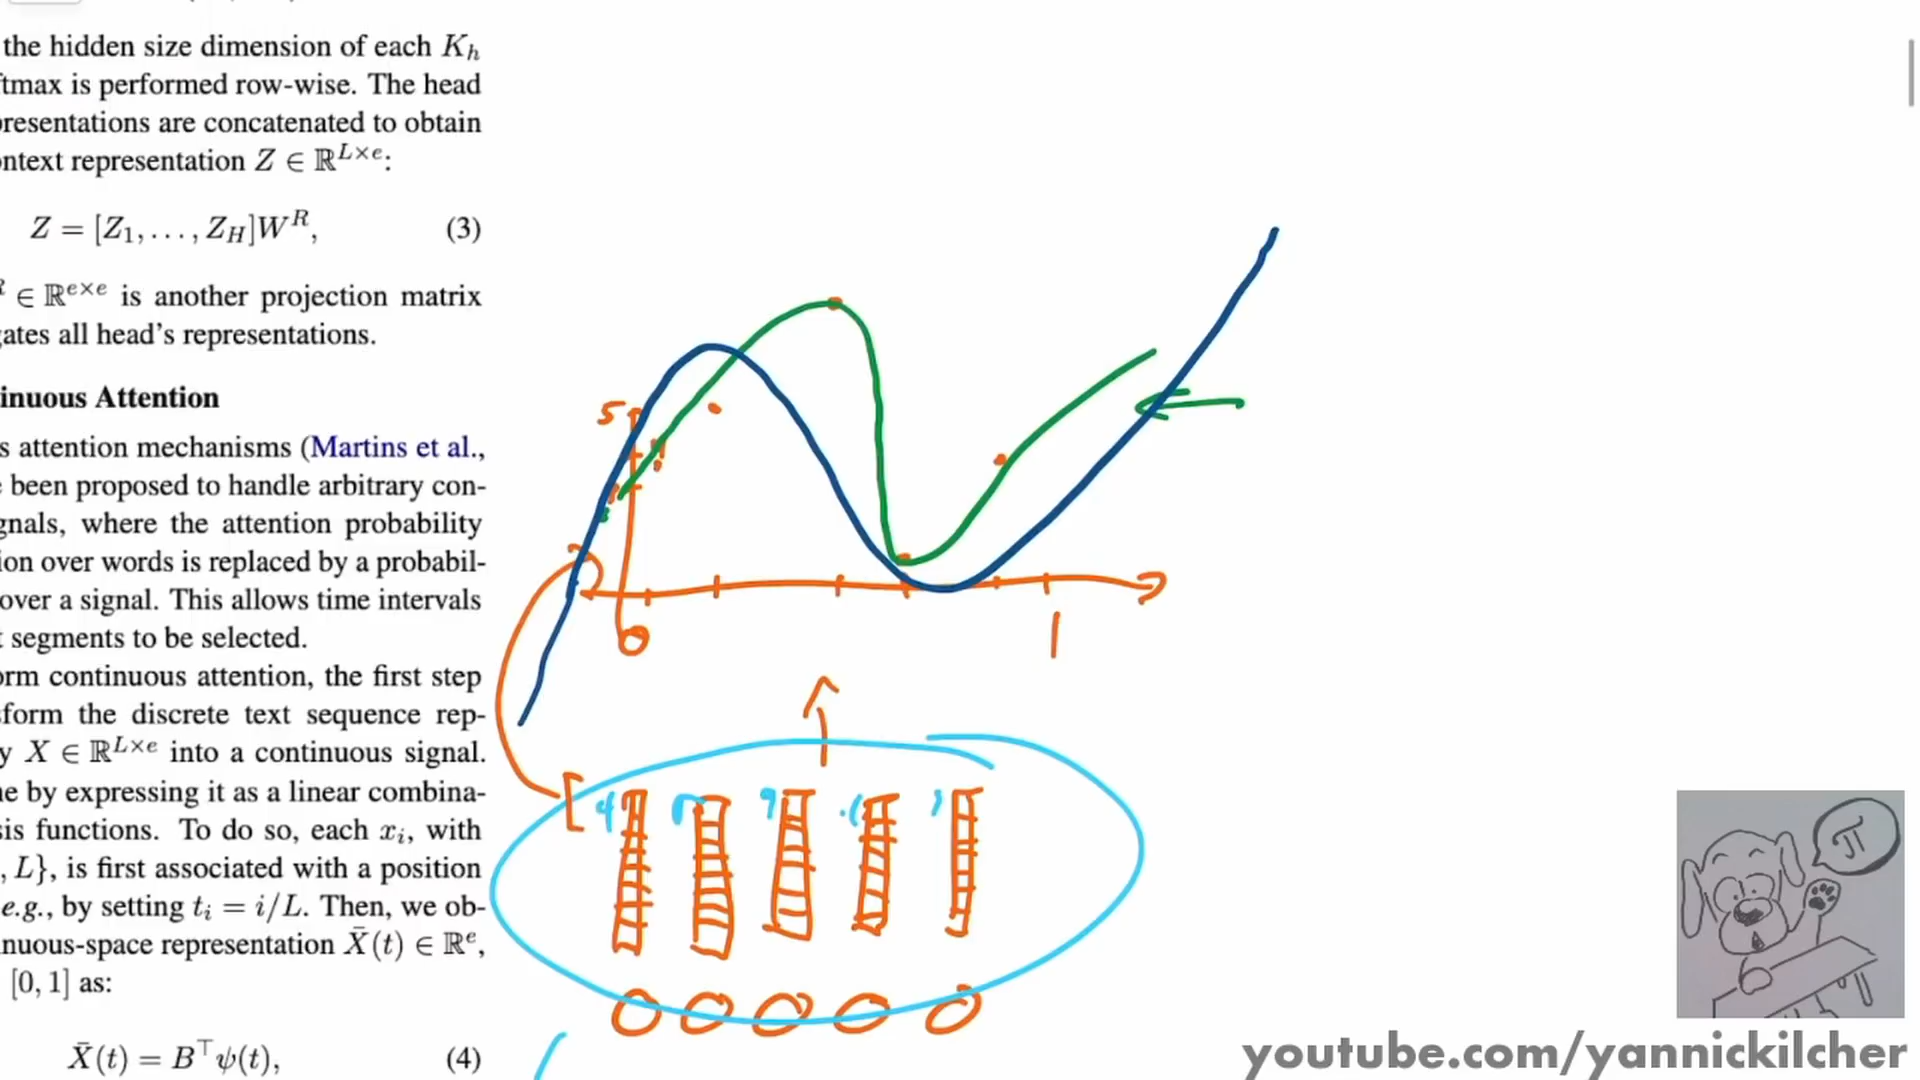 the hidden size dimension of each K_h
ftmax is performed row-wise. The head
presentations are concatenated to obtain
ontext representation Z ∈ ℝ^{L×e}:
Z = [Z_1, . . . , Z_H]W^R, (3)
^R ∈ ℝ^{e×e} is another projection matrix
gates all head's representations.
inuous Attention
s attention mechanisms (Martins et al.,
e been proposed to handle arbitrary con-
gnals, where the attention probability
ion over words is replaced by a probabil-
over a signal. This allows time intervals
t segments to be selected.
orm continuous attention, the first step
sform the discrete text sequence rep-
y X ∈ ℝ^{L×e} into a continuous signal.
ne by expressing it as a linear combina-
sis functions. To do so, each x_i, with
, L}, is first associated with a position
e.g., by setting t_i = i/L. Then, we ob-
nuous-space representation X̄(t) ∈ ℝ^e,
[0, 1] as:
X̄(t) = B^⊤ψ(t), (4)
5
0
1
π
youtube.com/yannickilcher